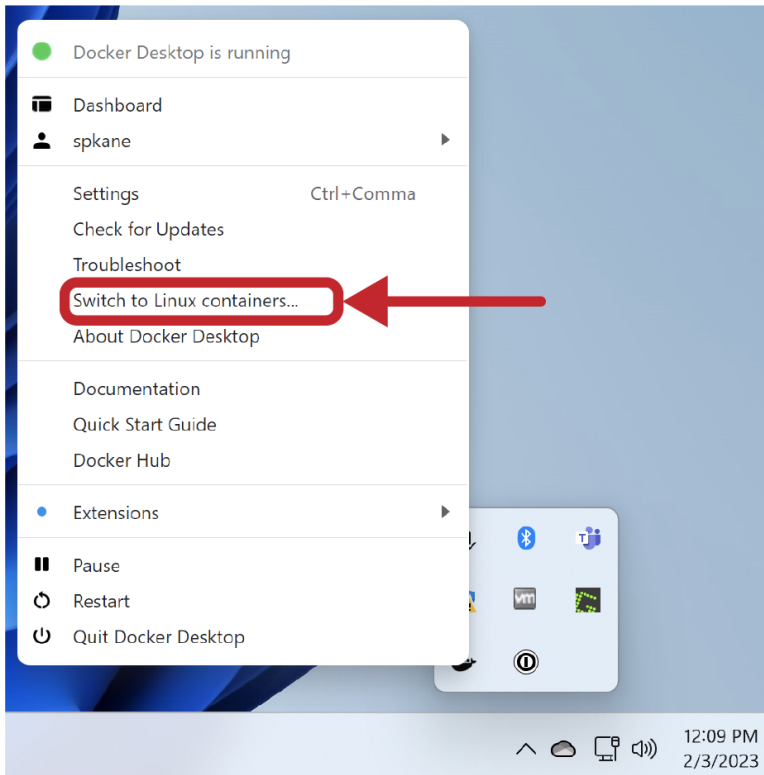 Docker Desktop is running
Dashboard
spkane
Settings Ctrl+Comma
Check for Updates
Troubleshoot
Switch to Linux containers...
About Docker Desktop
Documentation
Quick Start Guide
Docker Hub
Extensions
Pause
Restart
Quit Docker Desktop
T
vm
12:09 PM
2/3/2023